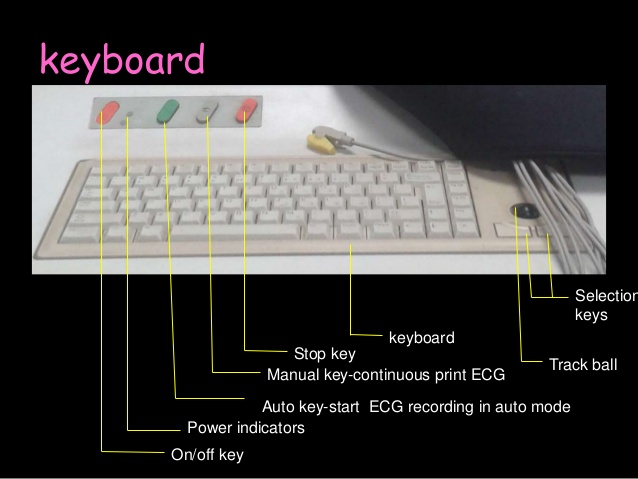 keyboard
Selection
keys
keyboard
Stop key
Track ball
Manual key-continuous print ECG
Auto key-start  ECG recording in auto mode
Power indicators
On/off key